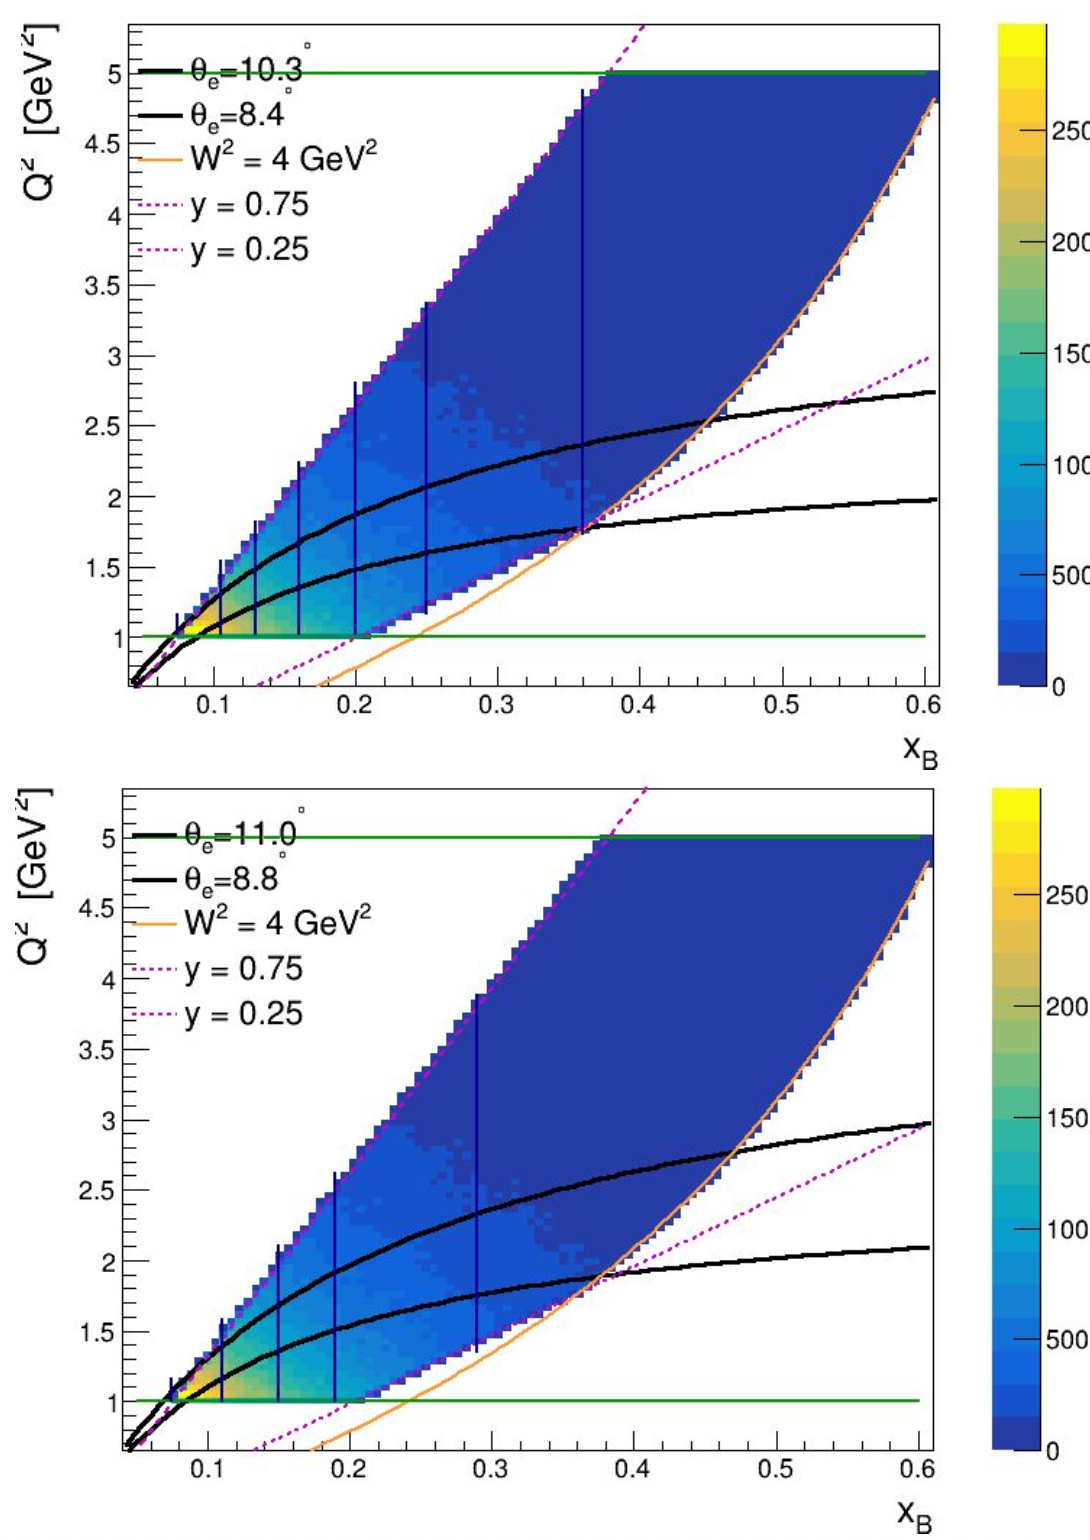 Q² [GeV²]
θe=10.3°
θe=8.4°
W² = 4 GeV²
y = 0.75
y = 0.25
5
4.5
4
3.5
3
2.5
2
1.5
1
0.1 0.2 0.3 0.4 0.5 0.6
xB
250
200
150
100
500
0
Q² [GeV²]
θe=11.0°
θe=8.8°
W² = 4 GeV²
y = 0.75
y = 0.25
5
4.5
4
3.5
3
2.5
2
1.5
1
0.1 0.2 0.3 0.4 0.5 0.6
xB
250
200
150
100
500
0